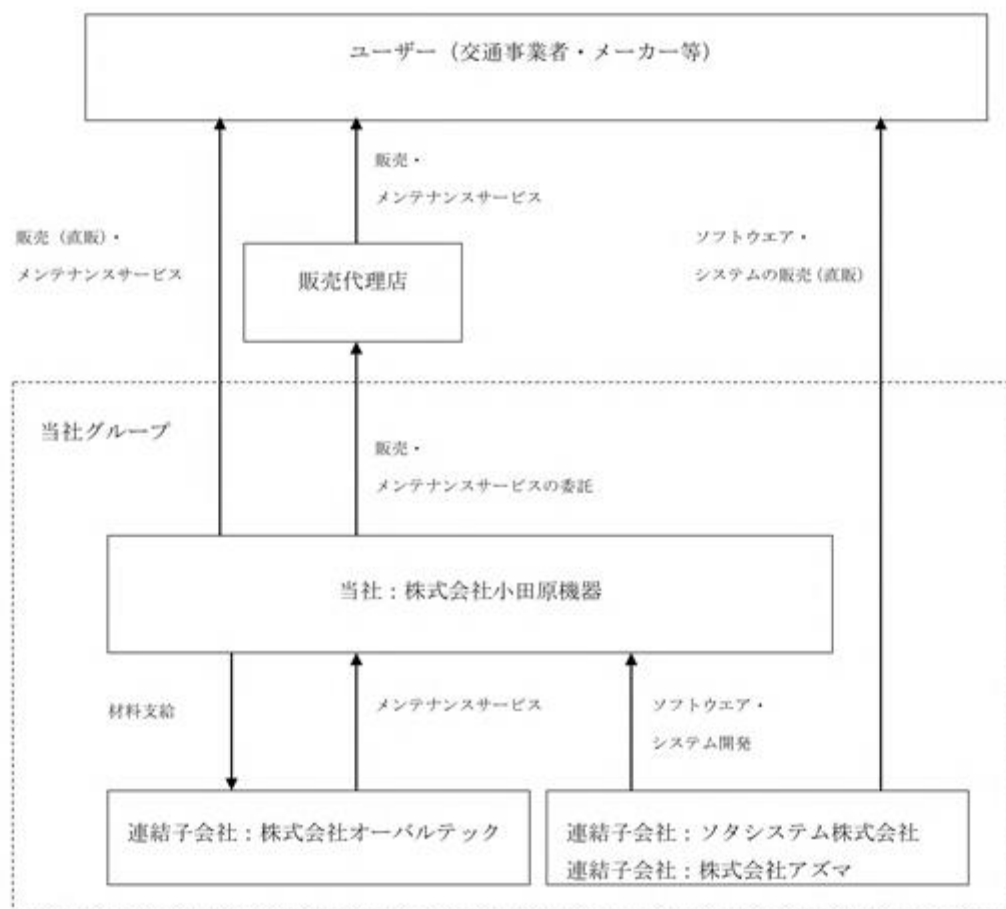 ユーザー（交通事業者・メーカー等）
販売・
メンテナンスサービス
販売（直販）・
メンテナンスサービス
ソフトウエア・
システムの販売（直販）
販売代理店
当社グループ
販売・
メンテナンスサービスの委託
当社：株式会社小田原機器
材料支給
メンテナンスサービス
ソフトウエア・
システム開発
連結子会社：株式会社オーバルテック
連結子会社：ソタシステム株式会社
連結子会社：株式会社アズマ